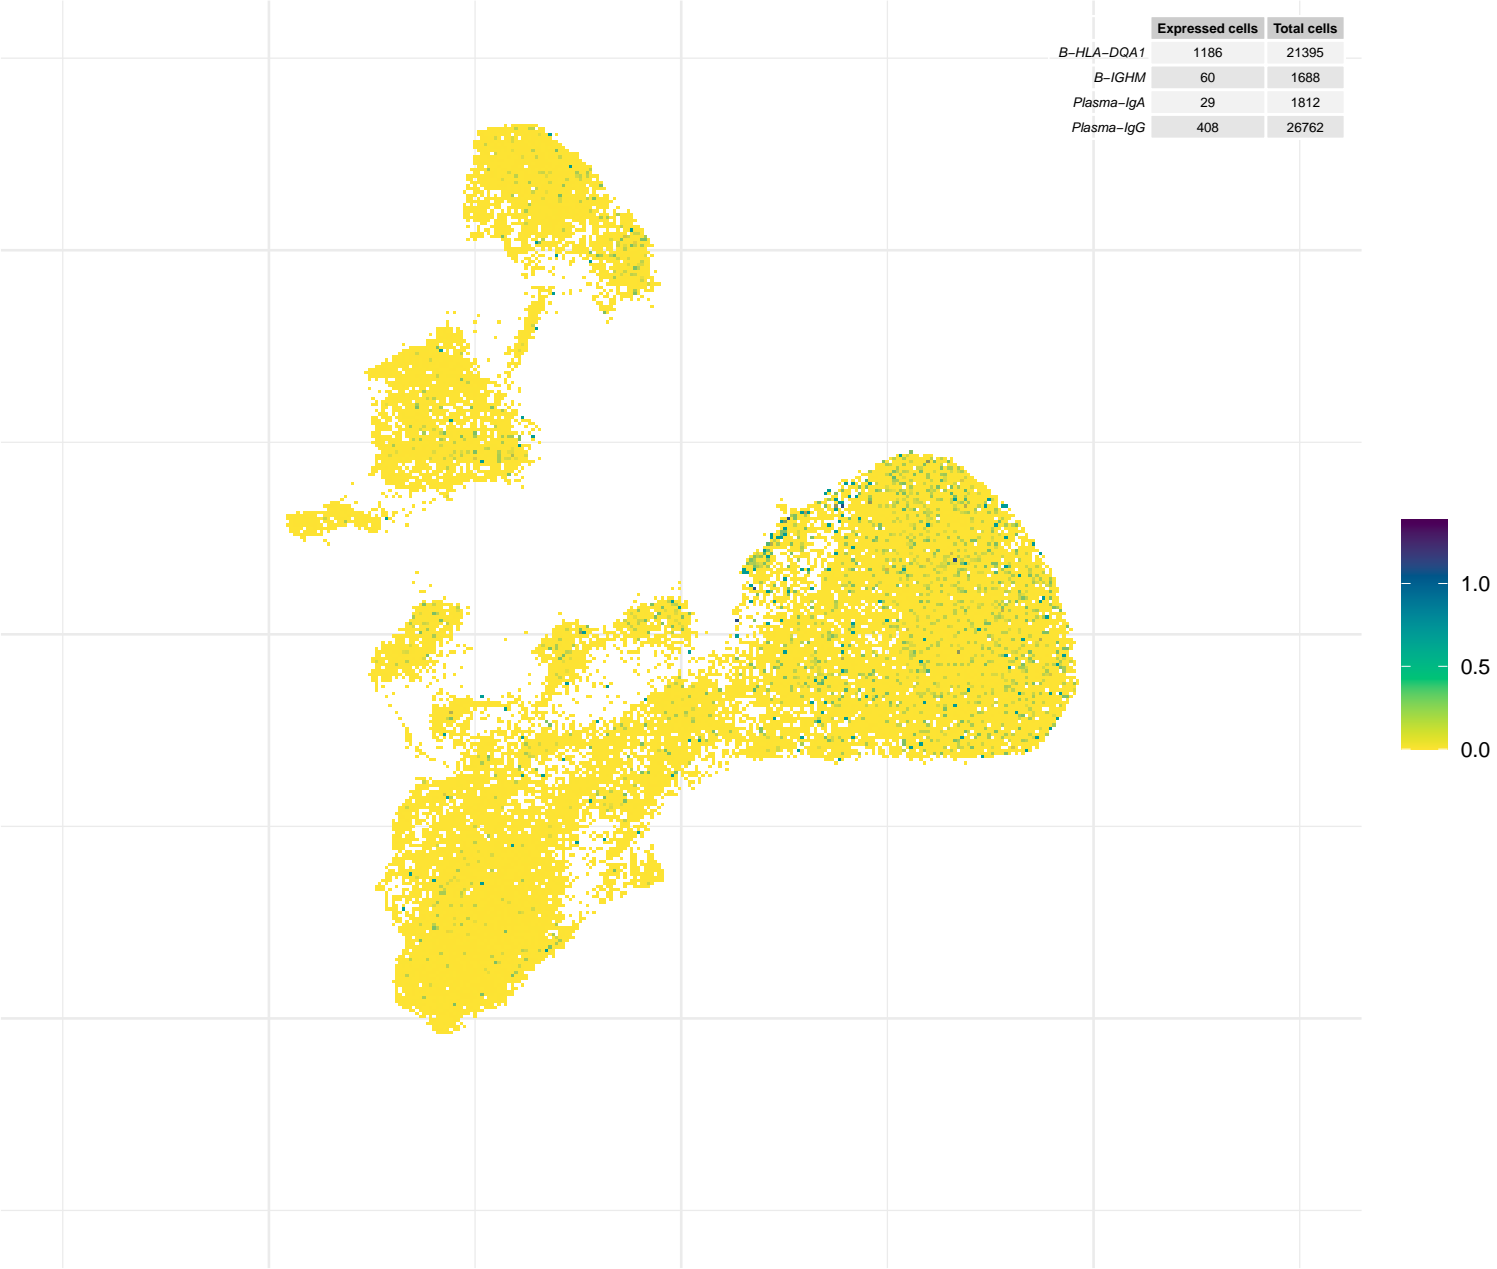 Expressed cells Total cells
B−HLA−DQA1 1186 21395
B−IGHM 60 1688
Plasma−IgA 29 1812
Plasma−IgG 408 26762
1.0
0.5
0.0